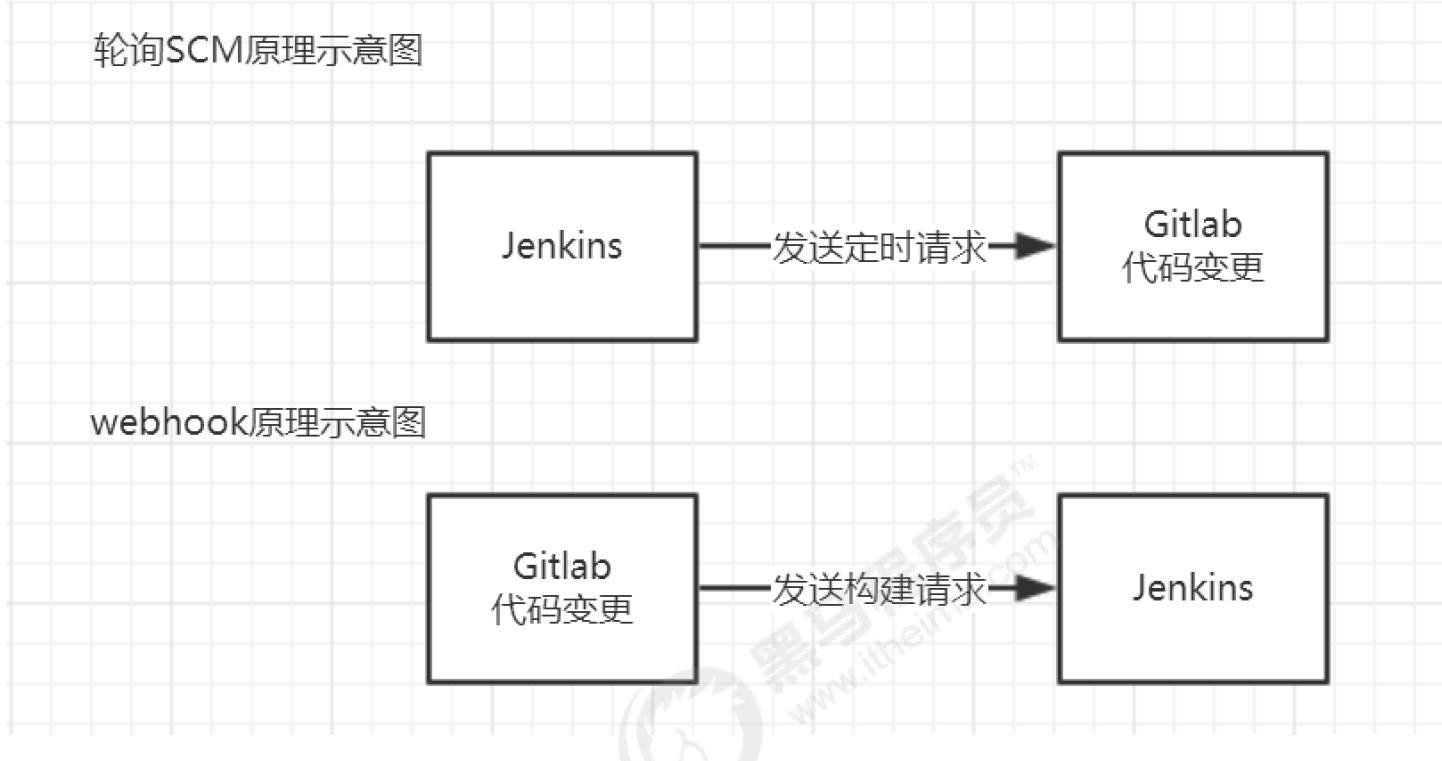 轮询SCM原理示意图
Jenkins
发送定时请求
Gitlab
代码变更
webhook原理示意图
Gitlab
代码变更
发送构建请求
Jenkins
黑马程序员™
www.itheima.com